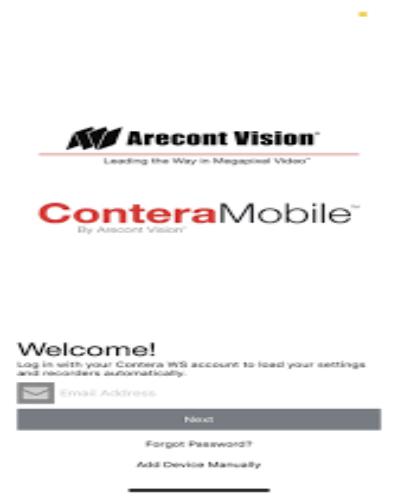 Arecont Vision®
Leading the Way in Megapixel Video™
ConteraMobile™
By Arecont Vision®
Welcome!
Log in with your Contera WS account to load your settings
and recorders automatically.
Email Address
Next
Forgot Password?
Add Device Manually